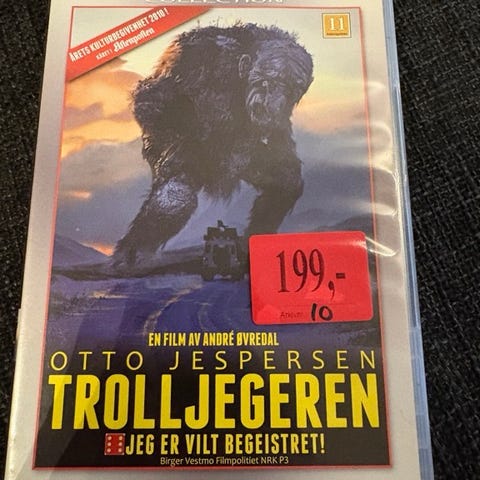 COLLECTION
ÅRETS KULTURBEGIVENHET 2010!
KÅRET I Aftenposten
11
199,-
10
EN FILM AV ANDRÉ ØVREDAL
OTTO JESPERSEN
TROLLJEGEREN
JEG ER VILT BEGEISTRET!
Birger Vestmo Filmpolitiet NRK P3